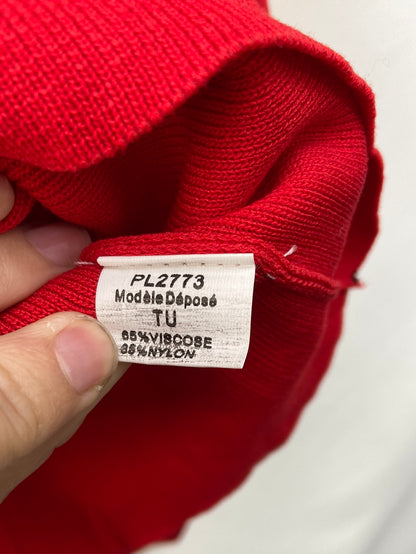 PL2773
Modèle Déposé
TU
65%VISCOSE
35%NYLON